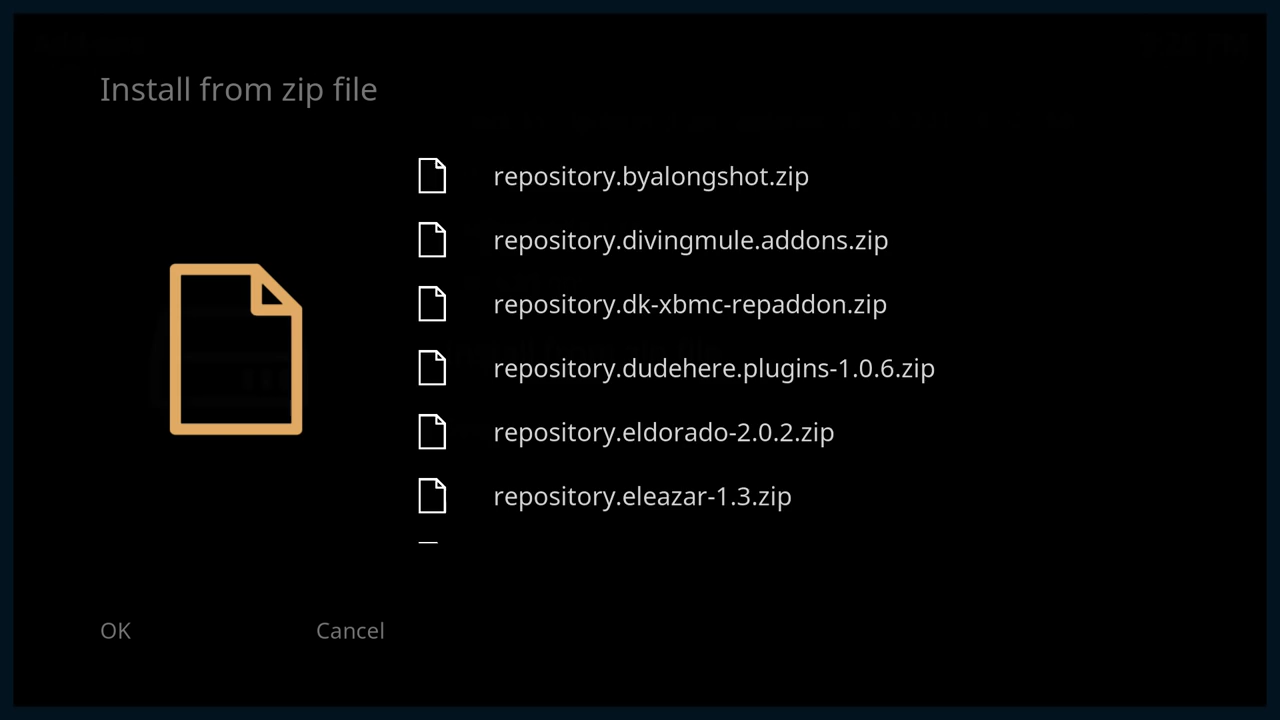 Install from zip file
repository.byalongshot.zip
repository.divingmule.addons.zip
repository.dk-xbmc-repaddon.zip
repository.dudehere.plugins-1.0.6.zip
repository.eldorado-2.0.2.zip
repository.eleazar-1.3.zip
OK
Cancel